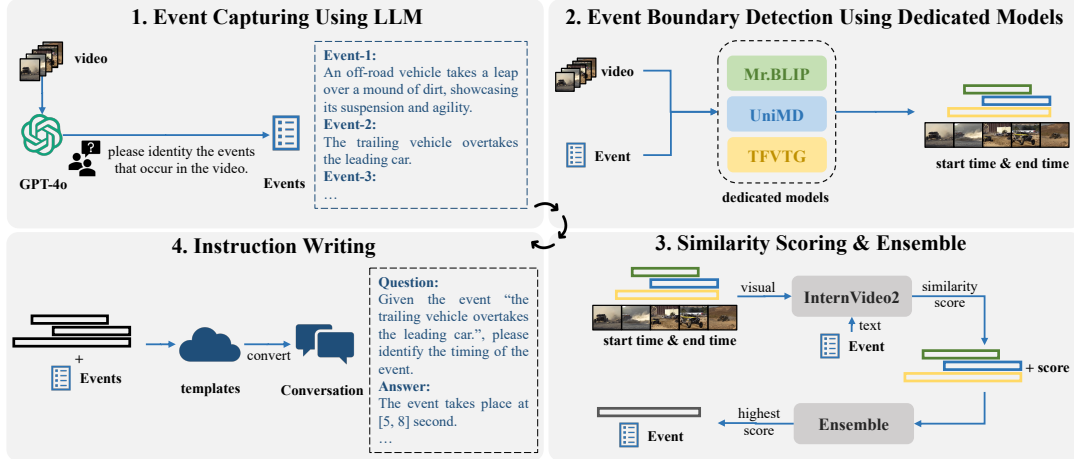 1. Event Capturing Using LLM
video
GPT-4o
please identity the events
that occur in the video.
Events
Event-1:
An off-road vehicle takes a leap
over a mound of dirt, showcasing
its suspension and agility.
Event-2:
The trailing vehicle overtakes
the leading car.
Event-3:
…
2. Event Boundary Detection Using Dedicated Models
video
Event
Mr.BLIP
UniMD
TFVTG
dedicated models
start time & end time
3. Similarity Scoring & Ensemble
start time & end time
visual
InternVideo2
text
Event
similarity
score
+ score
Ensemble
highest
score
Event
4. Instruction Writing
+
Events
templates
convert
Conversation
Question:
Given the event “the
trailing vehicle overtakes
the leading car.”, please
identify the timing of the
event.
Answer:
The event takes place at
[5, 8] second.
…